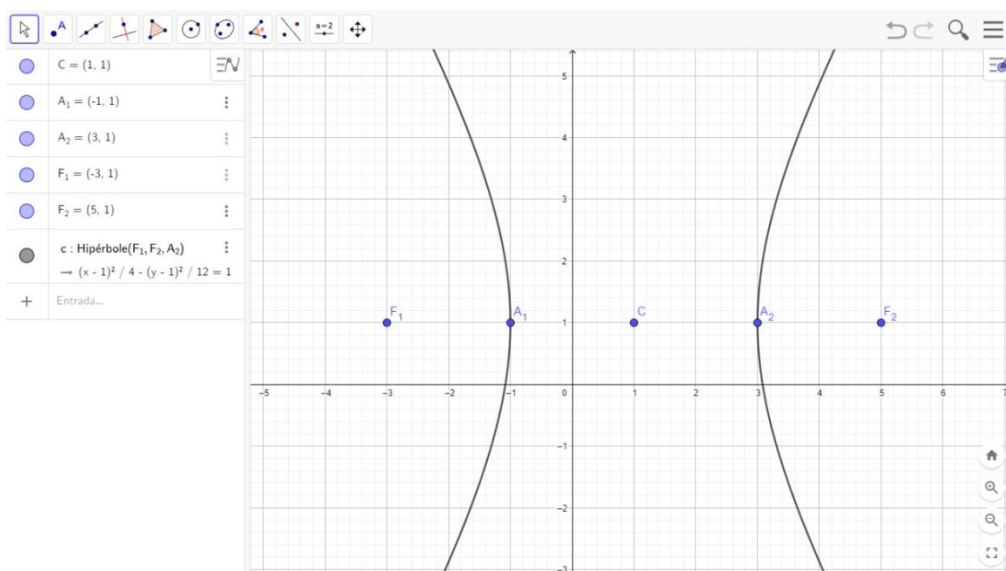 A
a=2
C = (1, 1)
A₁ = (-1, 1)
A₂ = (3, 1)
F₁ = (-3, 1)
F₂ = (5, 1)
c : Hipérbole(F₁, F₂, A₂)
→ (x - 1)² / 4 - (y - 1)² / 12 = 1
+ Entrada...
5
4
3
2
1
F₁ A₁ C A₂ F₂
-5 -4 -3 -2 -1 0 1 2 3 4 5 6 7
-1
-2
-3